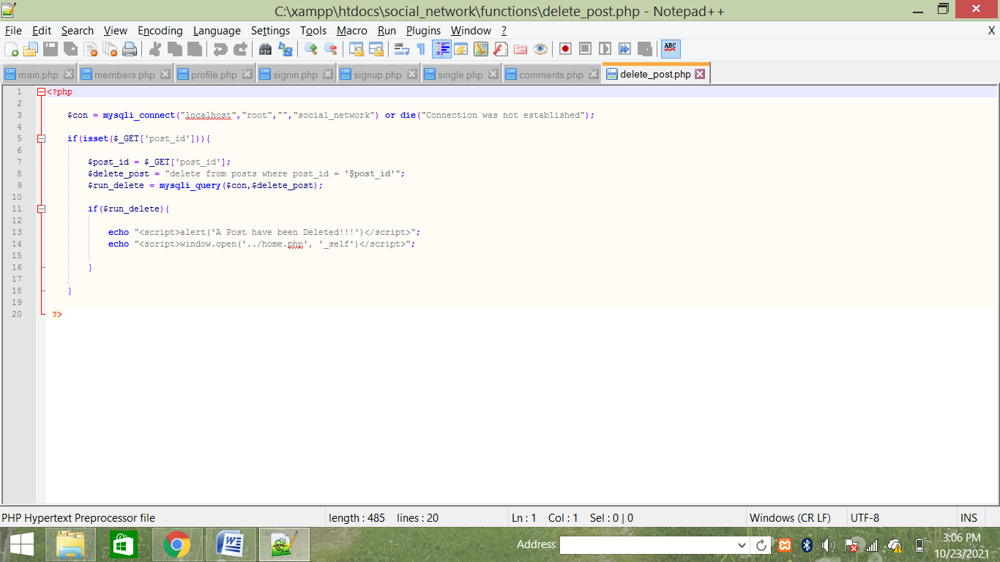 C:\xampp\htdocs\social_network\functions\delete_post.php - Notepad++
File Edit Search View Encoding Language Settings Tools Macro Run Plugins Window ? X
ABC
main.php members.php profile.php signin.php signup.php single.php comments.php delete_post.php
1 <?php
2
3 $con = mysqli_connect("localhost","root","","social_network") or die("Connection was not established");
4
5 if(isset($_GET['post_id'])){
6
7 $post_id = $_GET['post_id'];
8 $delete_post = "delete from posts where post_id = '$post_id'";
9 $run_delete = mysqli_query($con,$delete_post);
10
11 if($run_delete){
12
13 echo "<script>alert('A Post have been Deleted!!!')</script>";
14 echo "<script>window.open('../home.php', '_self')</script>";
15
16 }
17
18 }
19
20 ?>
PHP Hypertext Preprocessor file length : 485 lines : 20 Ln : 1 Col : 1 Sel : 0 | 0 Windows (CR LF) UTF-8 INS
Address
3:06 PM
10/23/2021